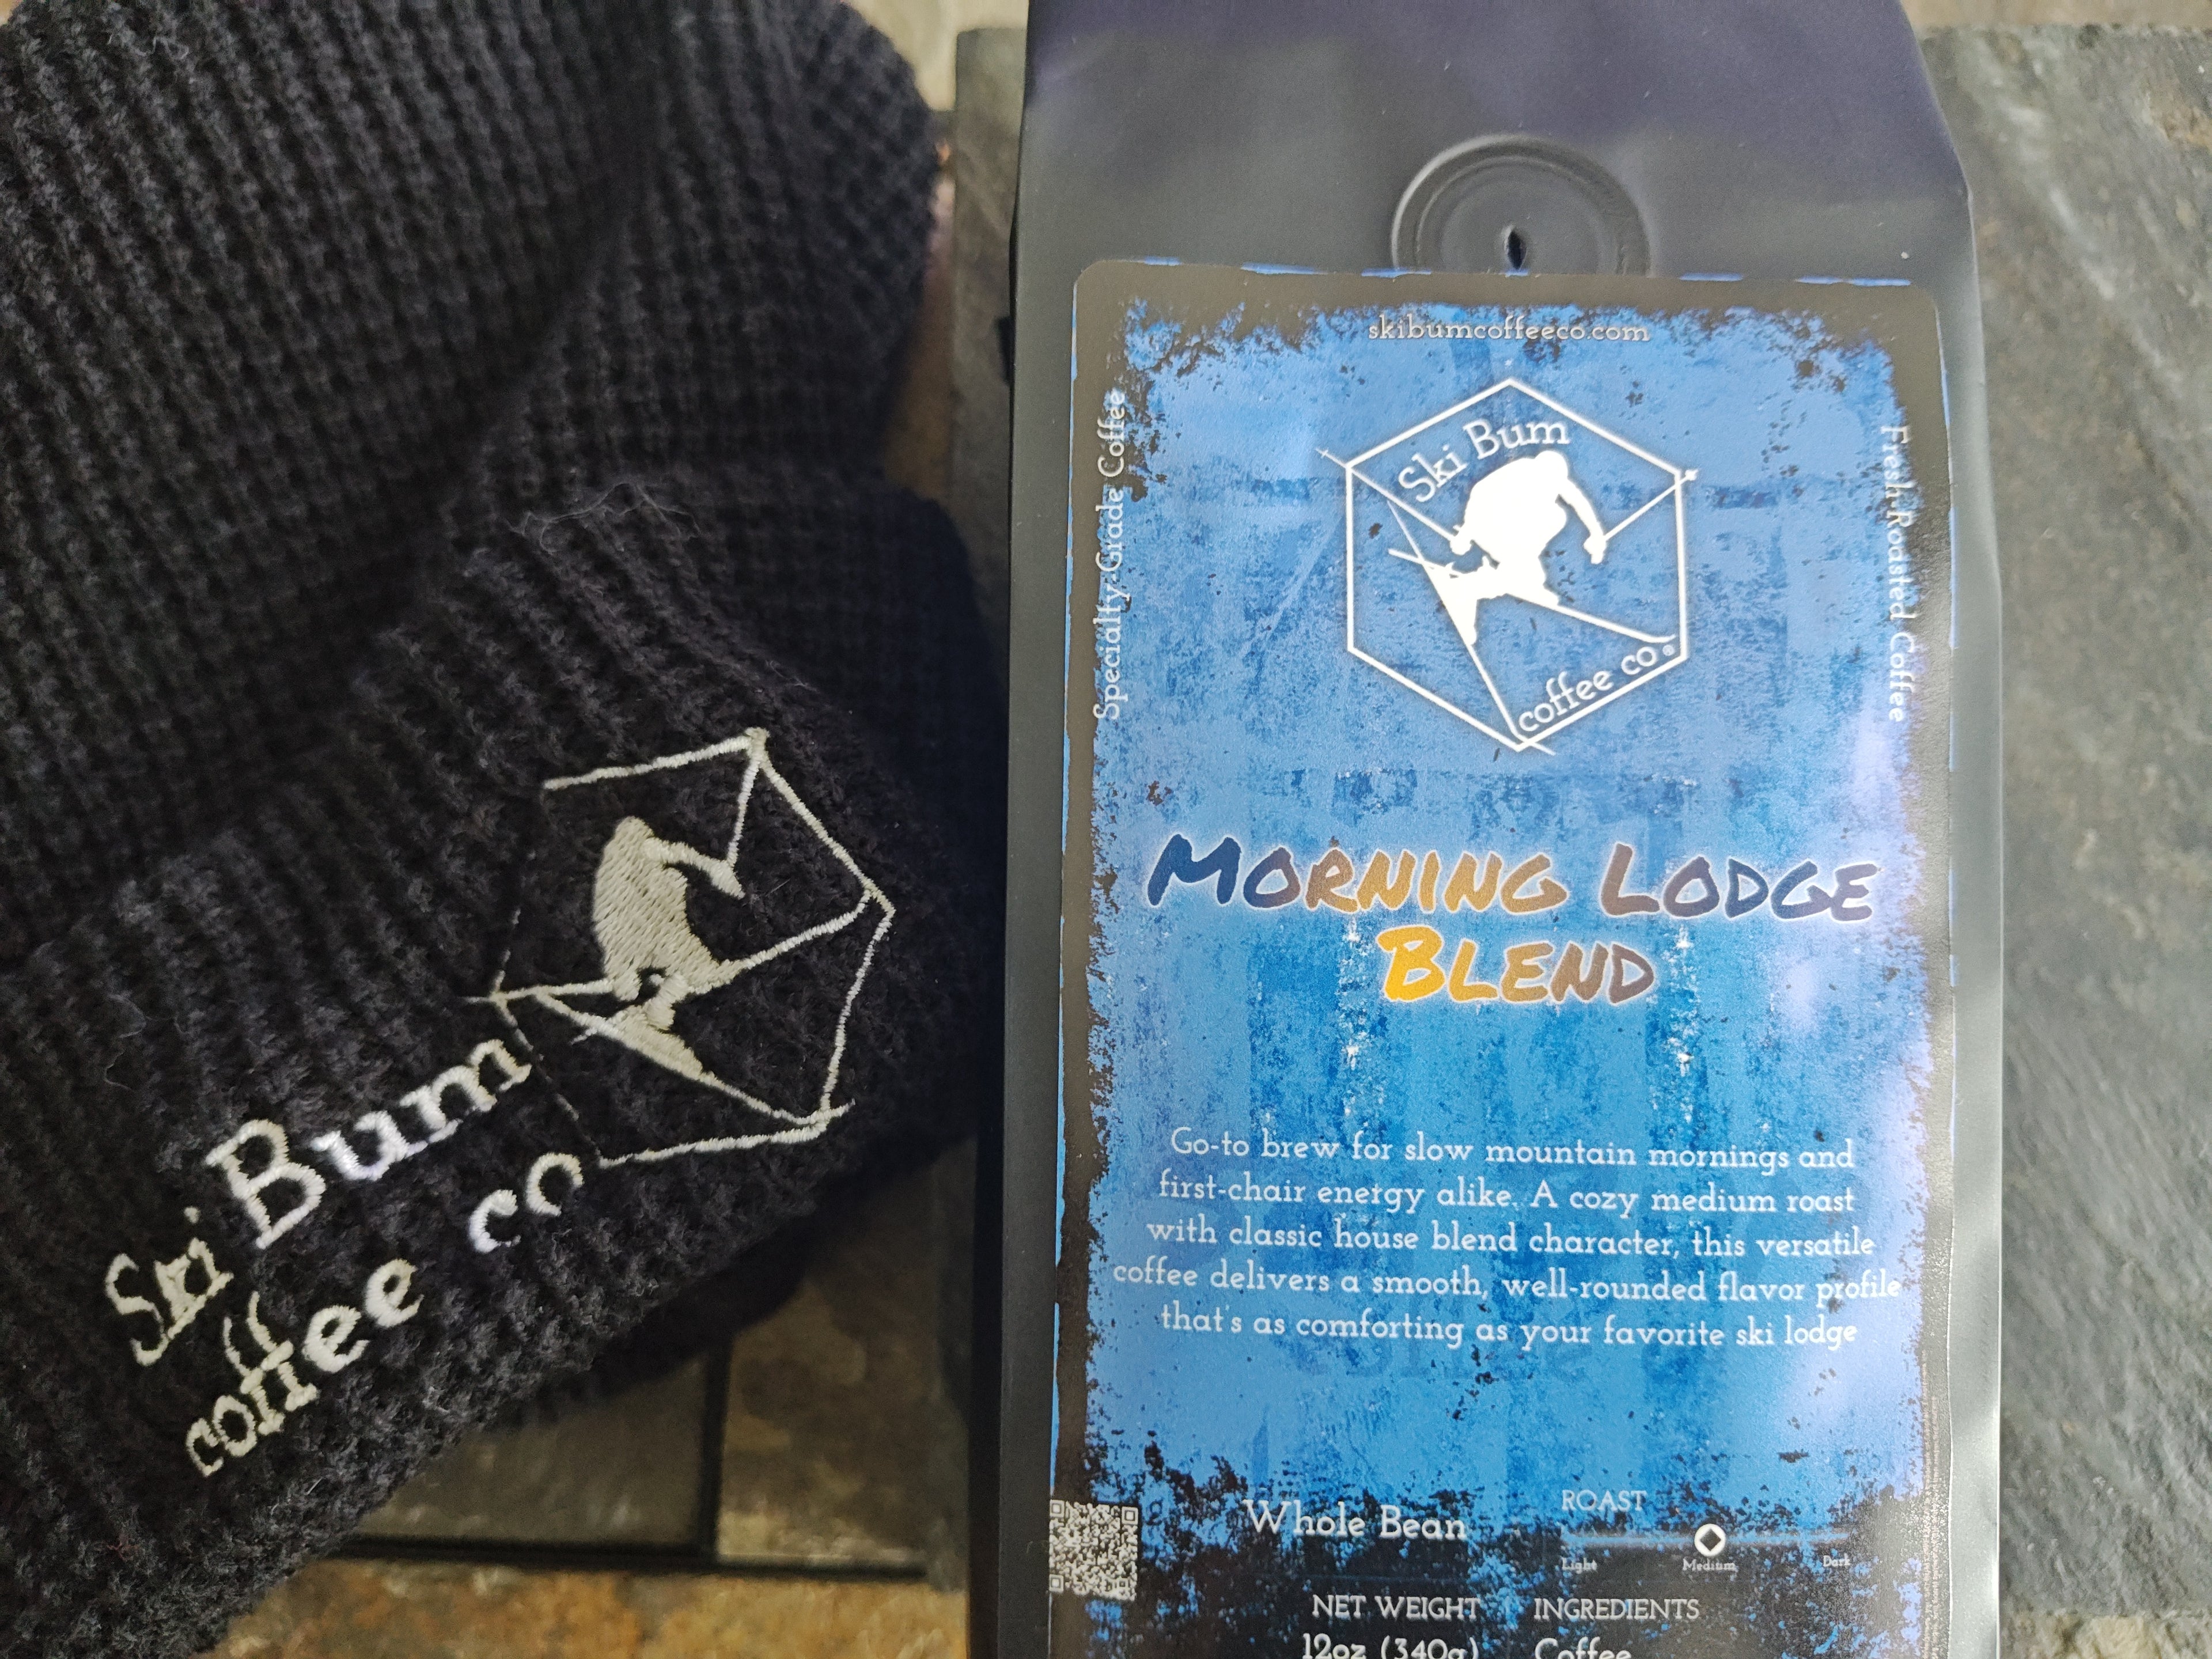 Ski Bum
coffee co
skibumcoffeeco.com
Specialty Grade Coffee
Fresh Roasted Coffee
Ski Bum
coffee co®
MORNING LODGE
BLEND
Go-to brew for slow mountain mornings and
first-chair energy alike. A cozy medium roast
with classic house blend character, this versatile
coffee delivers a smooth, well-rounded flavor profile
that's as comforting as your favorite ski lodge
Whole Bean
ROAST
Light Medium Dark
NET WEIGHT
12oz (340g)
INGREDIENTS
Coffee